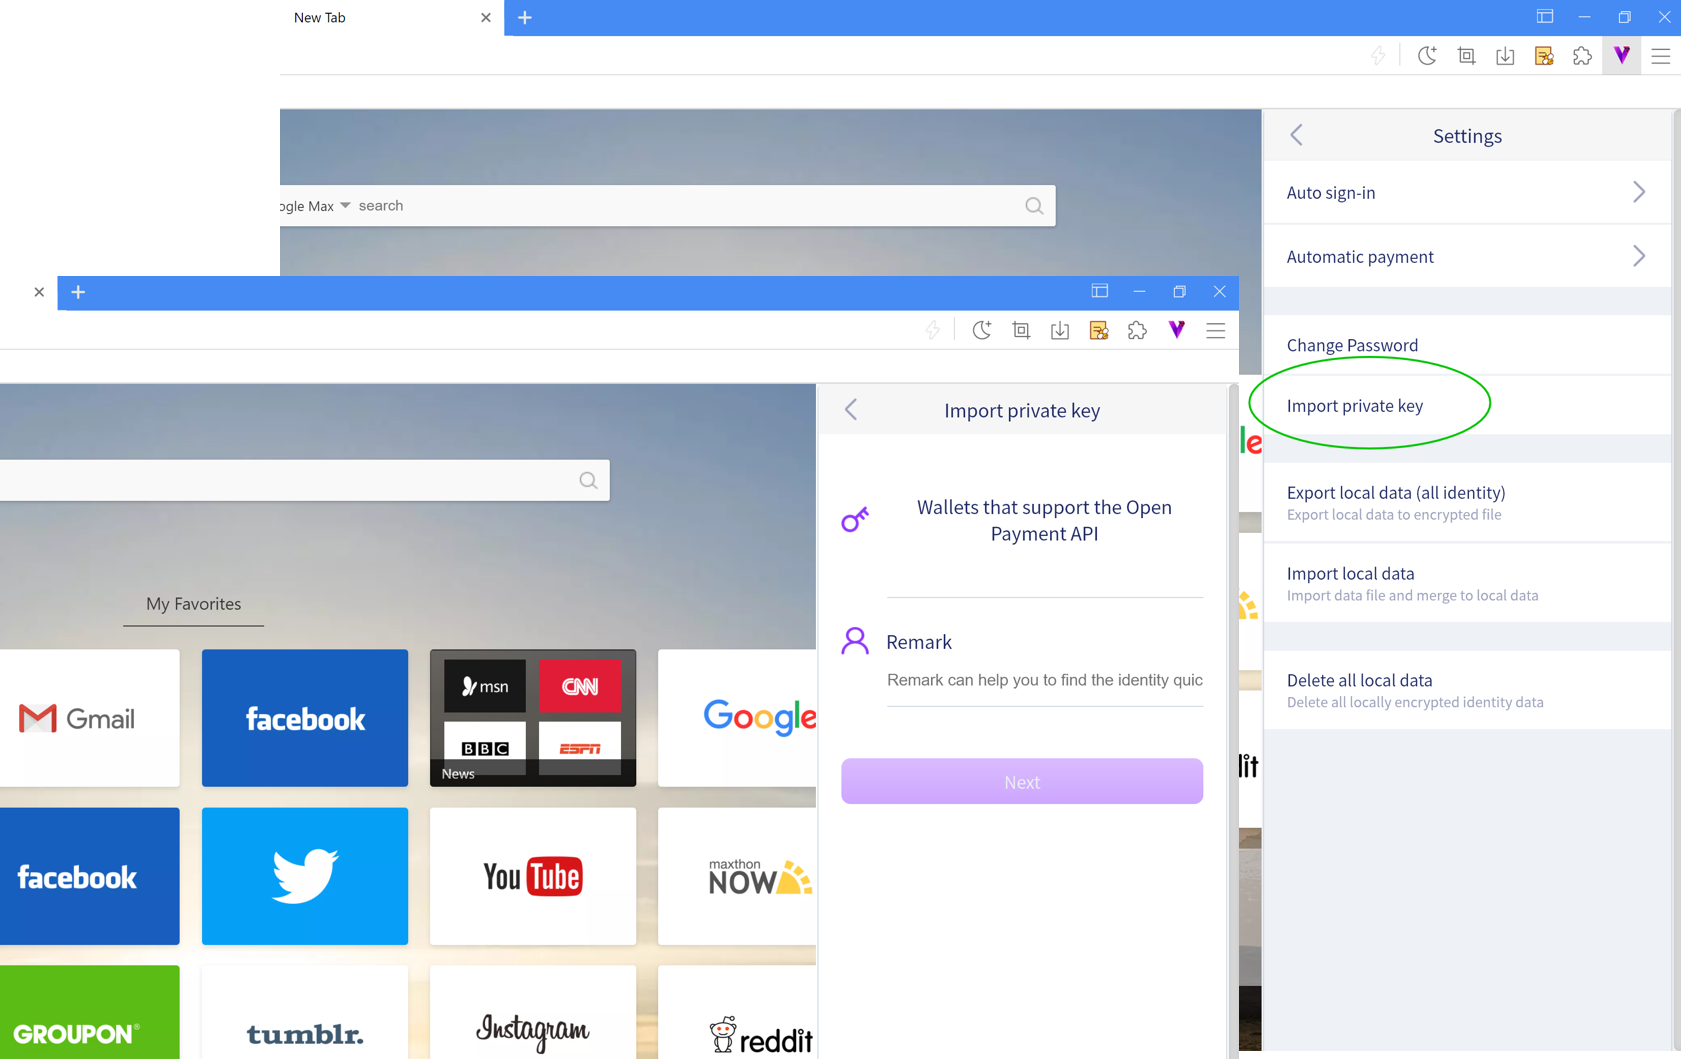 New Tab
Settings
Auto sign-in
ogle Max search
Automatic payment
Change Password
Import private key
le
Export local data (all identity)
Export local data to encrypted file
Import local data
Import data file and merge to local data
Delete all local data
Delete all locally encrypted identity data
dit
Import private key
Wallets that support the Open
Payment API
Remark
Remark can help you to find the identity quic
Next
My Favorites
Gmail
facebook
msn
CNN
BBC
ESPN
News
Google
facebook
YouTube
maxthon
NOW
GROUPON
tumblr.
Instagram
reddit